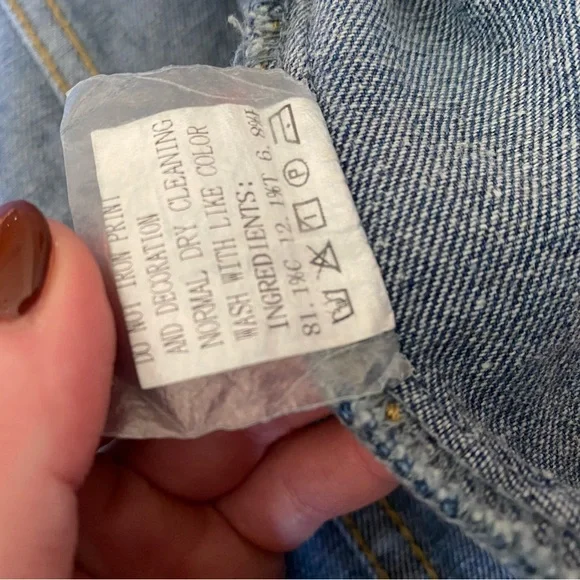 DO NOT IRON PRINT
AND DECORATION
NORMAL DRY CLEANING
WASH WITH LIKE COLOR
INGREDIENTS:
81.1%C 12.1%T 6.8%F
P